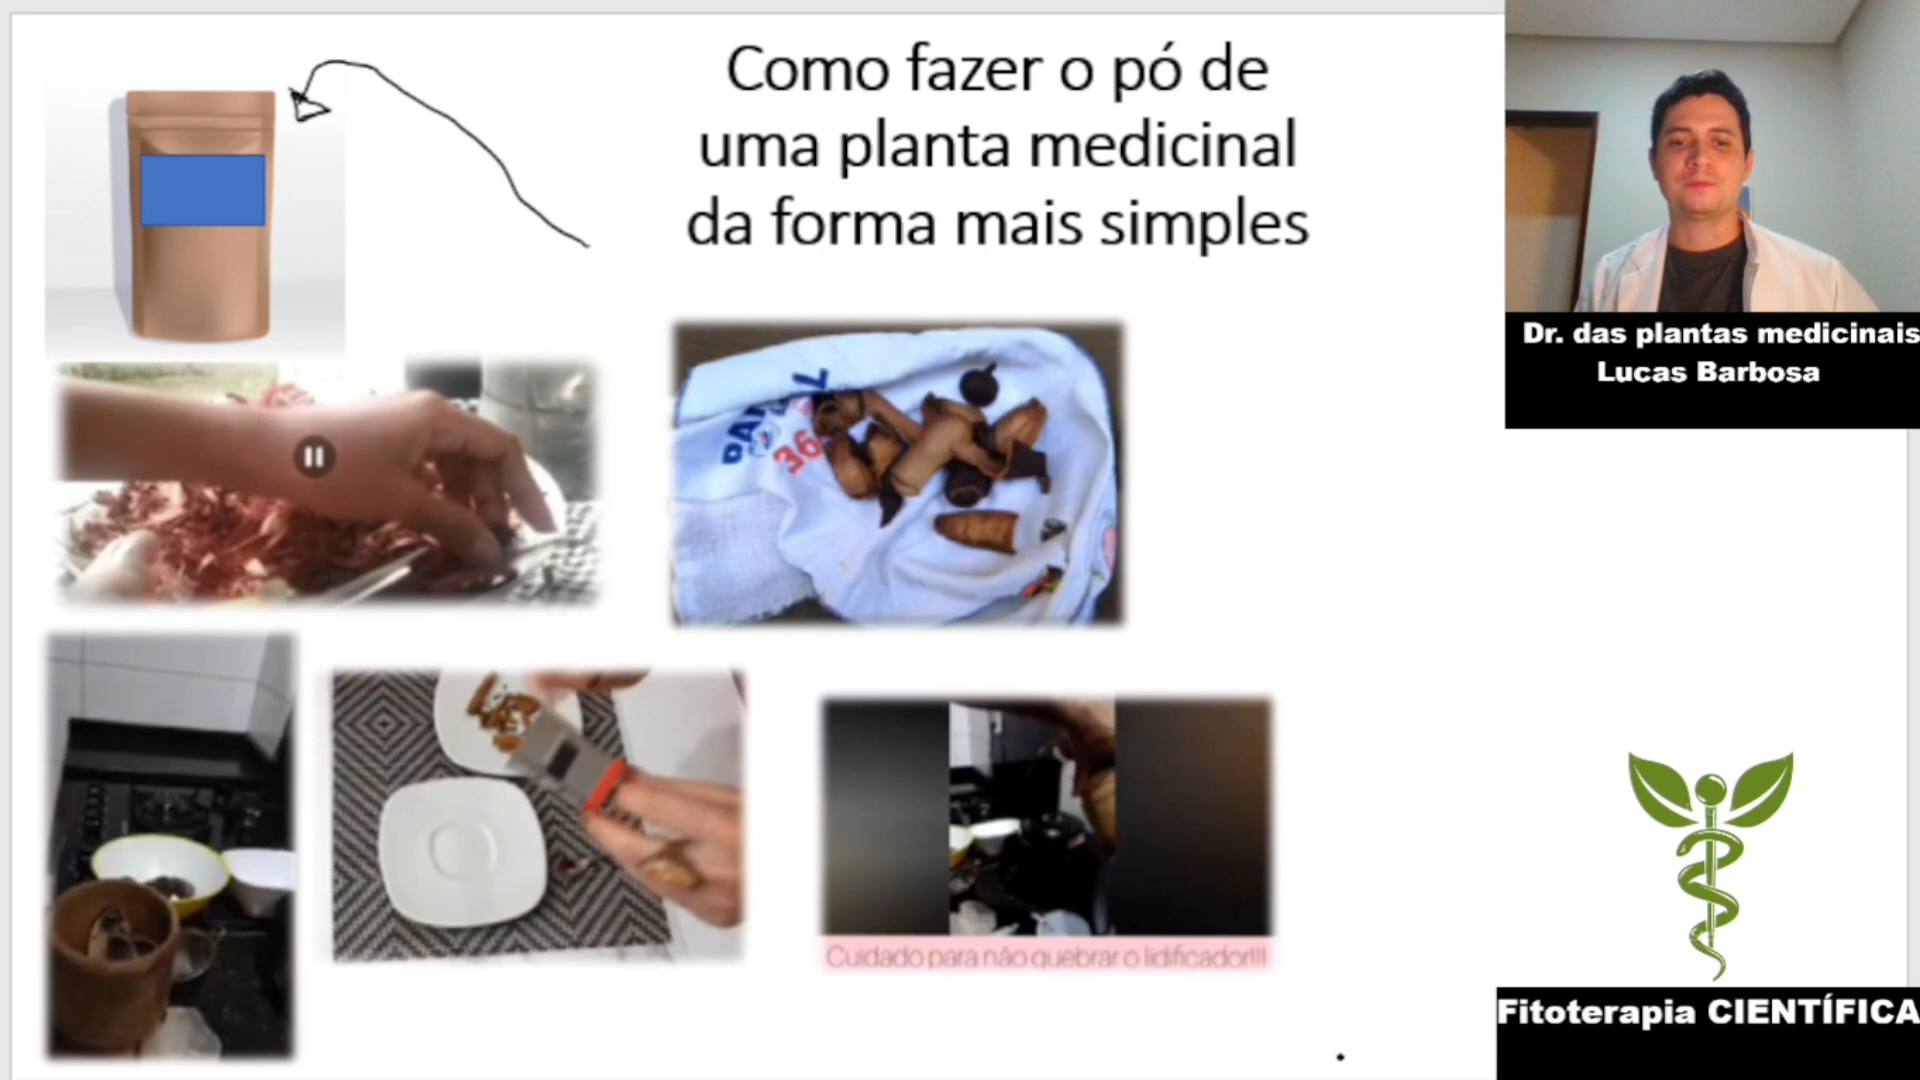 Como fazer o pó de
uma planta medicinal
da forma mais simples
Dr. das plantas medicinais
Lucas Barbosa
36
Cuidado para não quebrar o lidificador!!!
Fitoterapia CIENTÍFICA